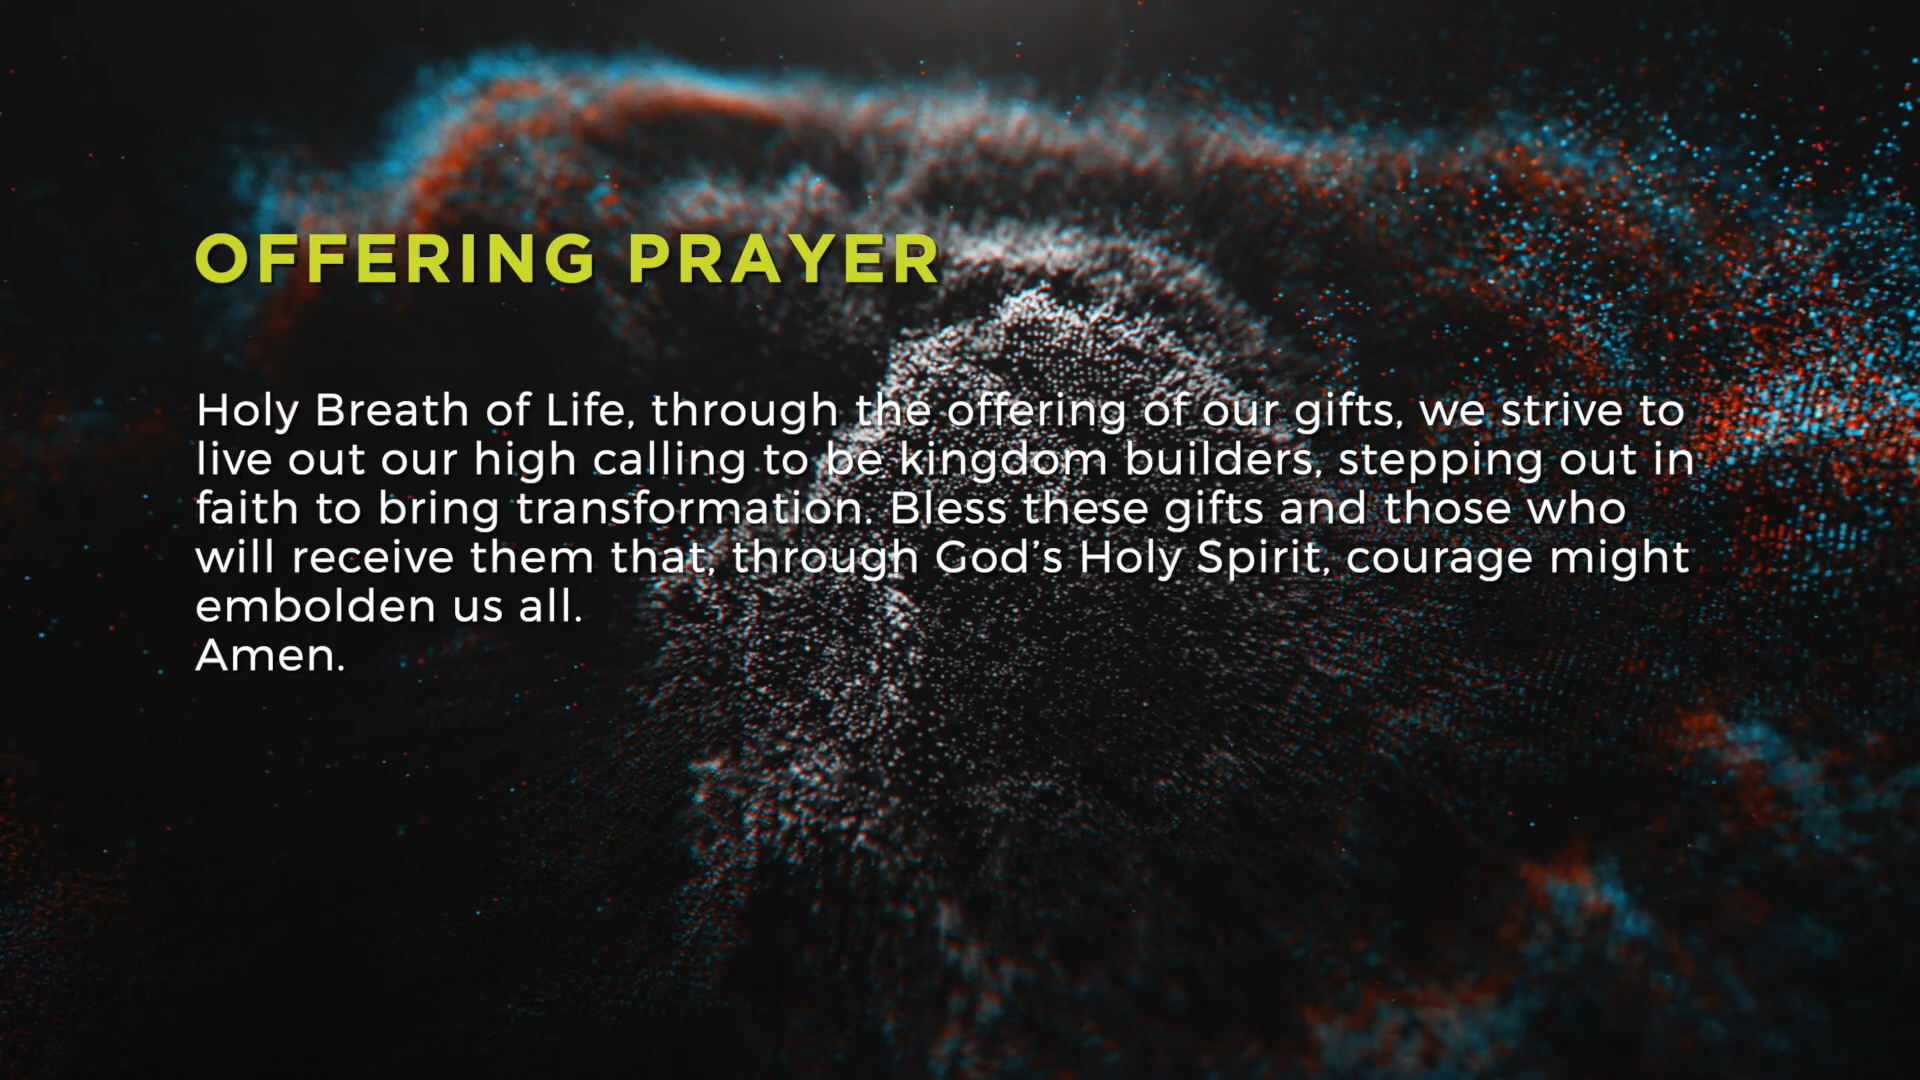 OFFERING PRAYER
Holy Breath of Life, through the offering of our gifts, we strive to
live out our high calling to be kingdom builders, stepping out in
faith to bring transformation. Bless these gifts and those who
will receive them that, through God’s Holy Spirit, courage might
embolden us all.
Amen.